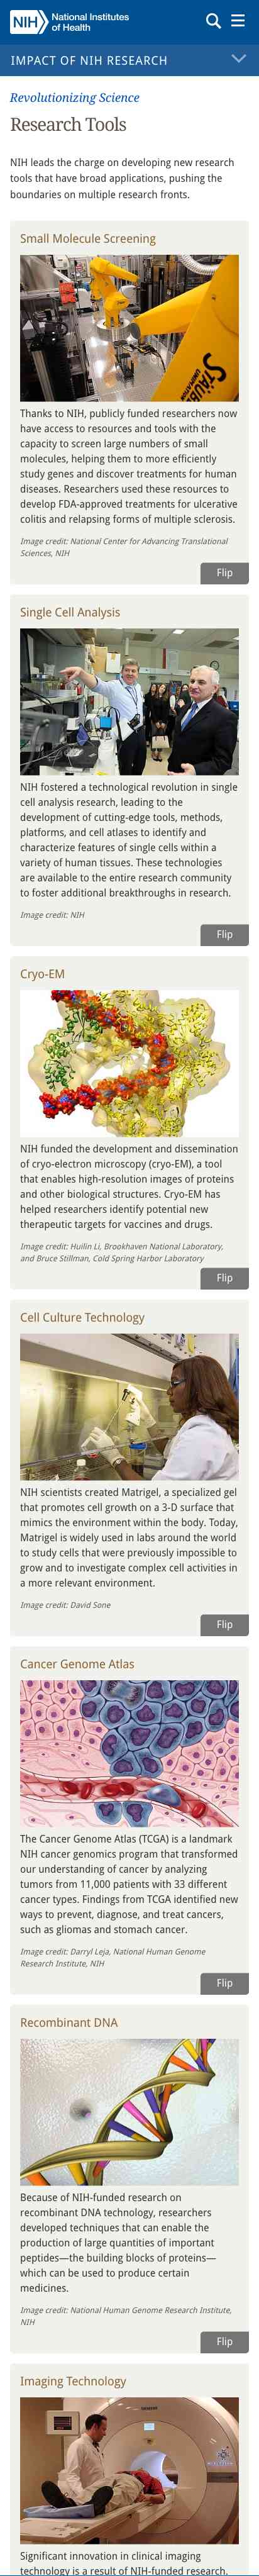 NIH
National Institutes
of Health
IMPACT OF NIH RESEARCH
Revolutionizing Science
Research Tools
NIH leads the charge on developing new research
tools that have broad applications, pushing the
boundaries on multiple research fronts.
Small Molecule Screening
STÄUBLI
Thanks to NIH, publicly funded researchers now
have access to resources and tools with the
capacity to screen large numbers of small
molecules, helping them to more efficiently
study genes and discover treatments for human
diseases. Researchers used these resources to
develop FDA-approved treatments for ulcerative
colitis and relapsing forms of multiple sclerosis.
Image credit: National Center for Advancing Translational
Sciences, NIH
Flip
Single Cell Analysis
NIH fostered a technological revolution in single
cell analysis research, leading to the
development of cutting-edge tools, methods,
platforms, and cell atlases to identify and
characterize features of single cells within a
variety of human tissues. These technologies
are available to the entire research community
to foster additional breakthroughs in research.
Image credit: NIH
Flip
Cryo-EM
NIH funded the development and dissemination
of cryo-electron microscopy (cryo-EM), a tool
that enables high-resolution images of proteins
and other biological structures. Cryo-EM has
helped researchers identify potential new
therapeutic targets for vaccines and drugs.
Image credit: Huilin Li, Brookhaven National Laboratory,
and Bruce Stillman, Cold Spring Harbor Laboratory
Flip
Cell Culture Technology
NIH scientists created Matrigel, a specialized gel
that promotes cell growth on a 3-D surface that
mimics the environment within the body. Today,
Matrigel is widely used in labs around the world
to study cells that were previously impossible to
grow and to investigate complex cell activities in
a more relevant environment.
Image credit: David Sone
Flip
Cancer Genome Atlas
The Cancer Genome Atlas (TCGA) is a landmark
NIH cancer genomics program that transformed
our understanding of cancer by analyzing
tumors from 11,000 patients with 33 different
cancer types. Findings from TCGA identified new
ways to prevent, diagnose, and treat cancers,
such as gliomas and stomach cancer.
Image credit: Darryl Leja, National Human Genome
Research Institute, NIH
Flip
Recombinant DNA
Because of NIH-funded research on
recombinant DNA technology, researchers
developed techniques that can enable the
production of large quantities of important
peptides—the building blocks of proteins—
which can be used to produce certain
medicines.
Image credit: National Human Genome Research Institute,
NIH
Flip
Imaging Technology
Significant innovation in clinical imaging
technology is a result of NIH-funded research.